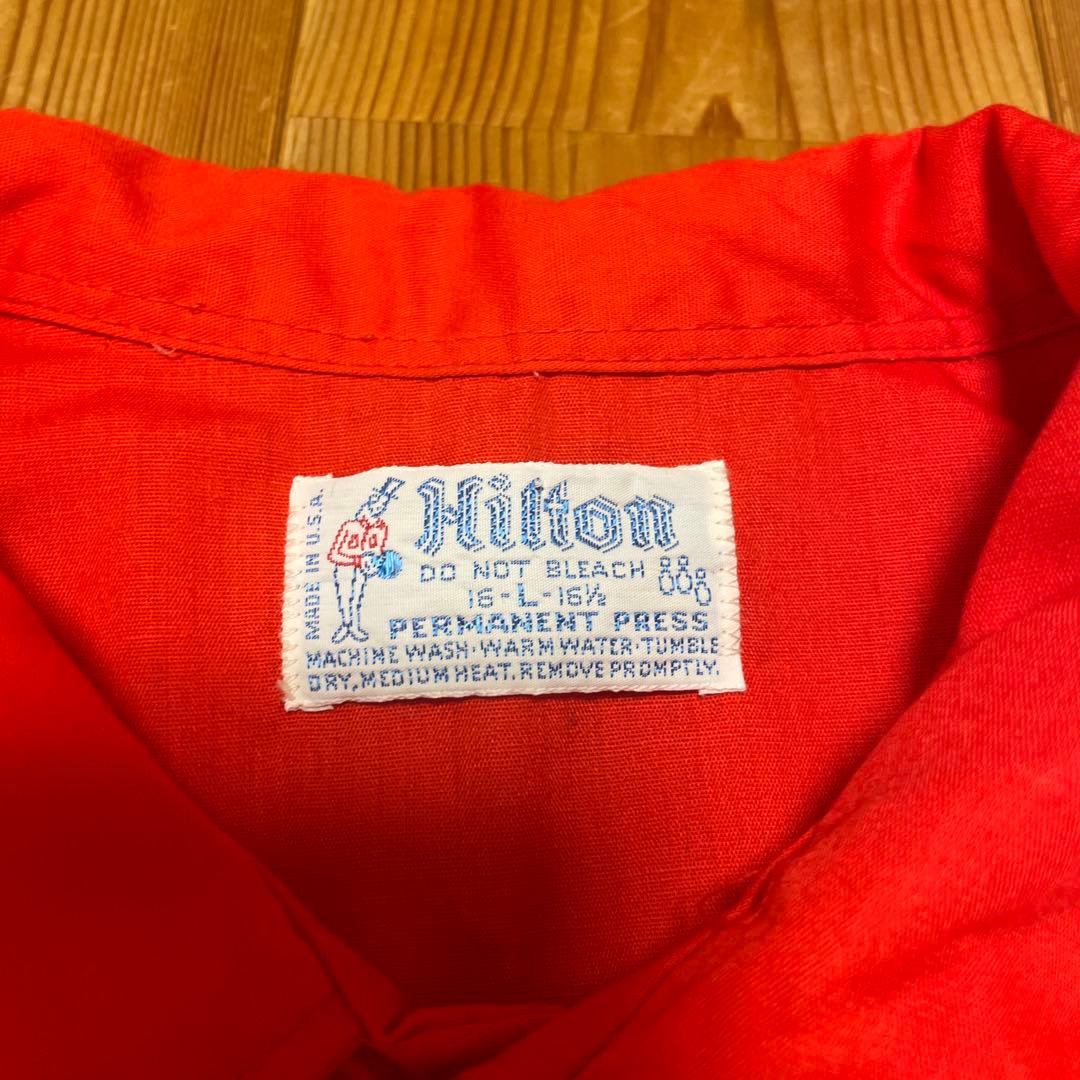 MADE IN U.S.A.
Hilton
DO NOT BLEACH
16-L-16½
PERMANENT PRESS
MACHINE WASH·WARM WATER·TUMBLE
DRY, MEDIUM HEAT. REMOVE PROMPTLY.